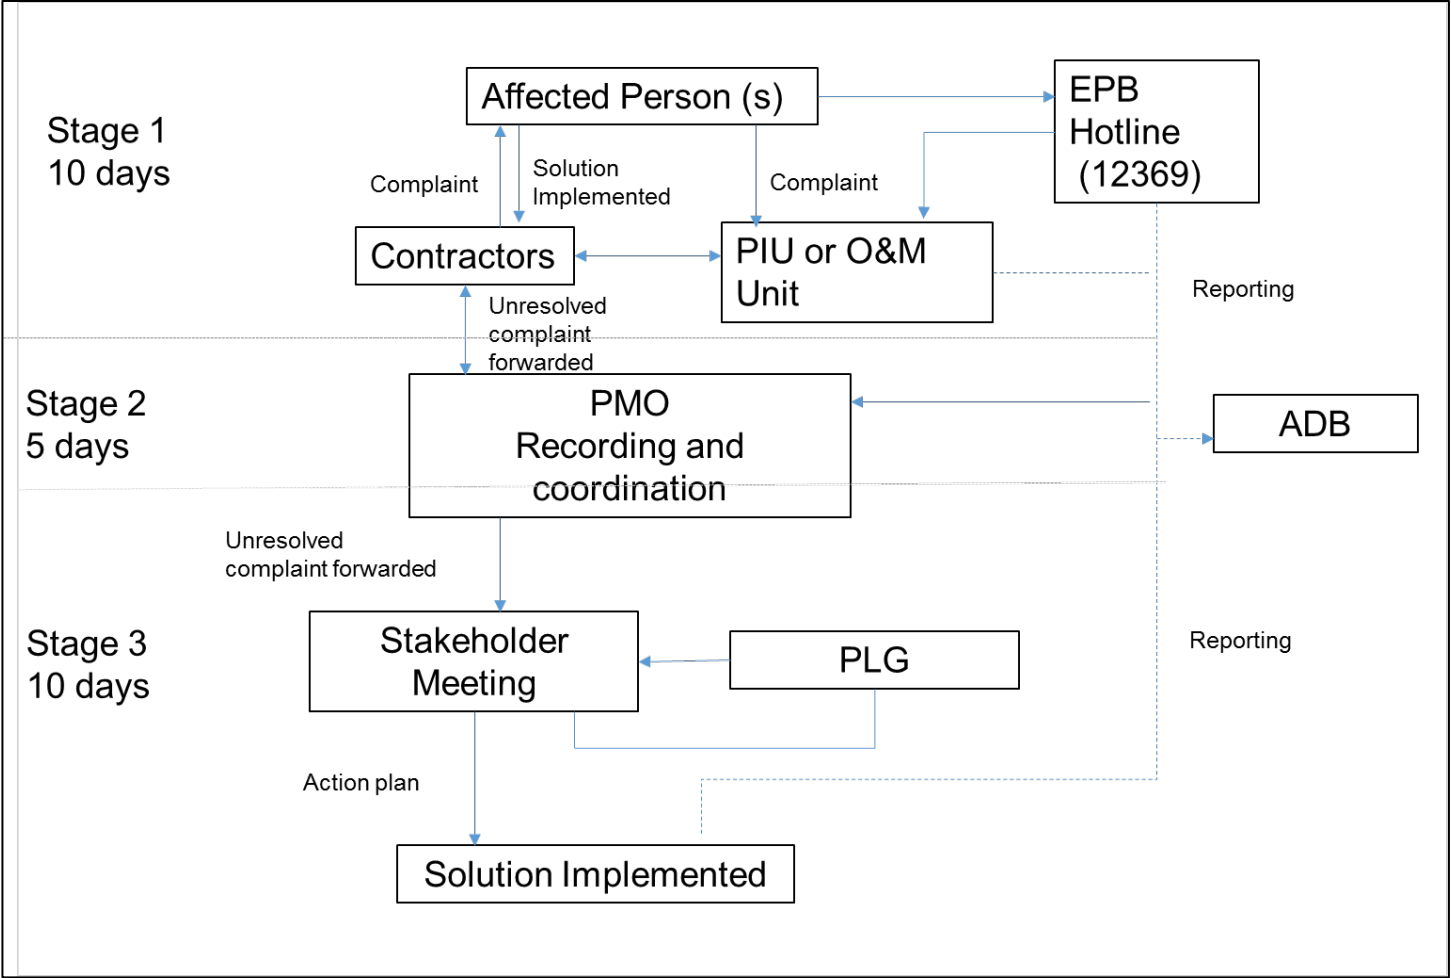 Affected Person (s)
EPB
Hotline
(12369)
Stage 1
10 days
Complaint
Solution
Implemented
Complaint
Contractors
PIU or O&M
Unit
Reporting
Unresolved
complaint
forwarded
Stage 2
5 days
PMO
Recording and
coordination
ADB
Unresolved
complaint forwarded
Stage 3
10 days
Stakeholder
Meeting
PLG
Reporting
Action plan
Solution Implemented